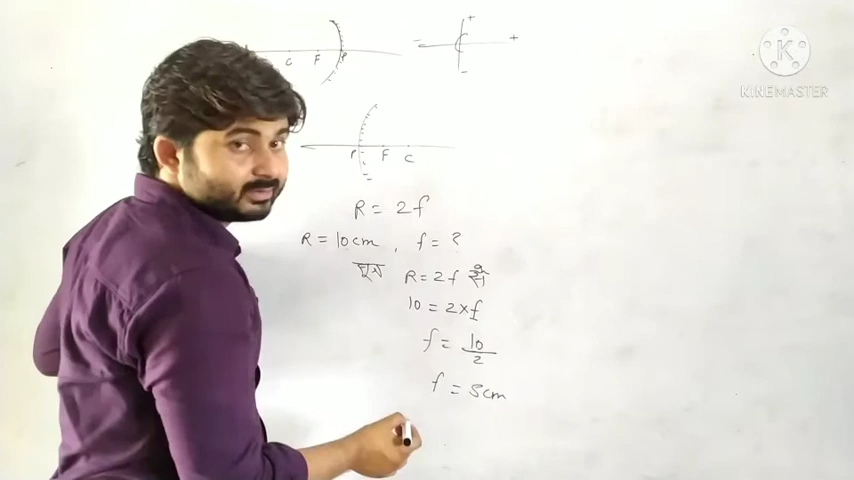 C F P
- + + -
K
KINEMASTER
P F C
R = 2f
R = 10cm, f = ?
सूत्र R = 2f से
10 = 2×f
f = 10/2
f = 5cm